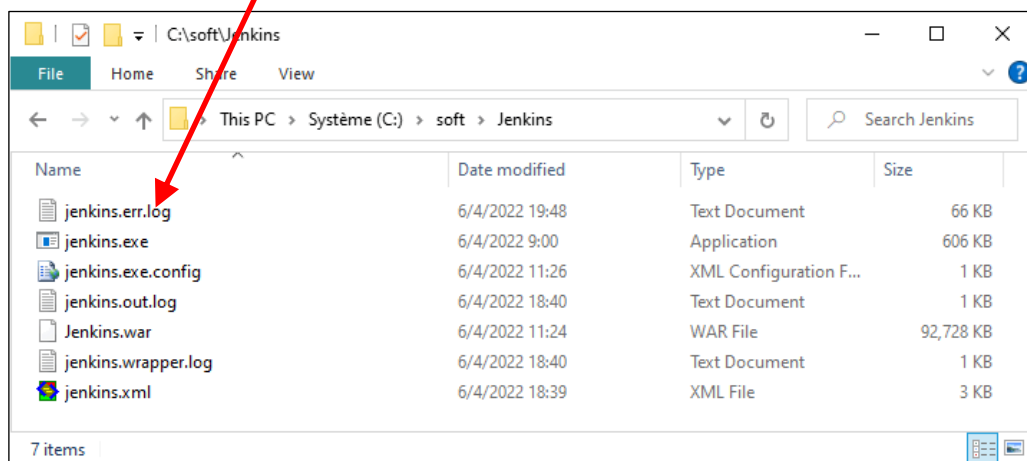 C:\soft\Jenkins
File Home Share View
This PC > Système (C:) > soft > Jenkins Search Jenkins
Name Date modified Type Size
jenkins.err.log 6/4/2022 19:48 Text Document 66 KB
jenkins.exe 6/4/2022 9:00 Application 606 KB
jenkins.exe.config 6/4/2022 11:26 XML Configuration F... 1 KB
jenkins.out.log 6/4/2022 18:40 Text Document 1 KB
Jenkins.war 6/4/2022 11:24 WAR File 92,728 KB
jenkins.wrapper.log 6/4/2022 18:40 Text Document 1 KB
jenkins.xml 6/4/2022 18:39 XML File 3 KB
7 items